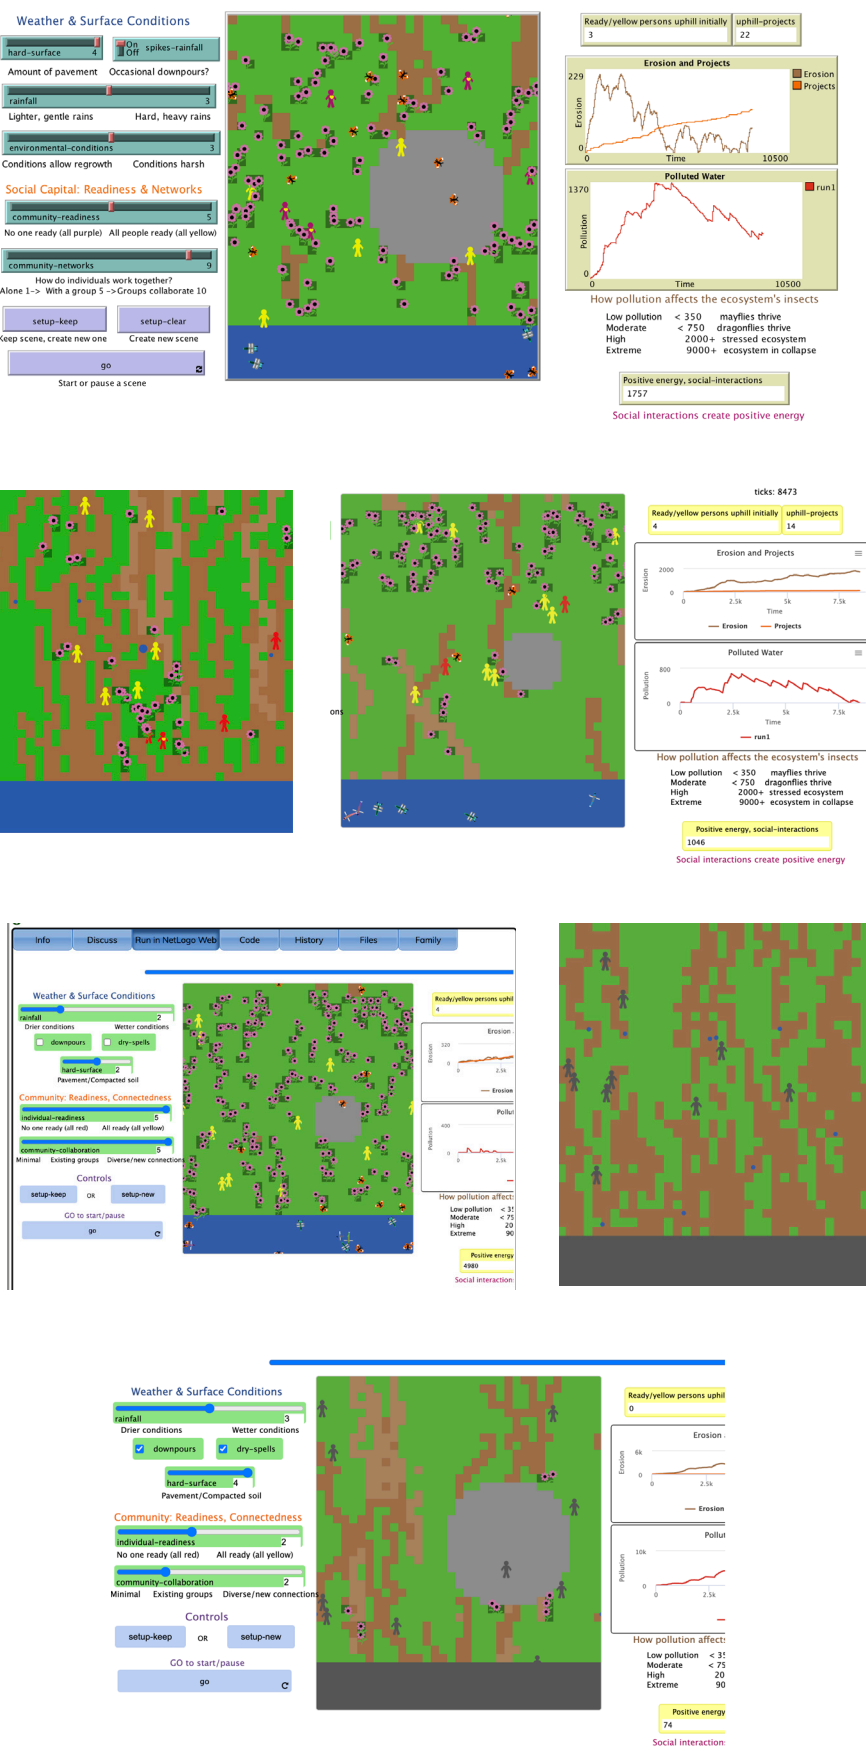 Weather & Surface Conditions
hard-surface 4
On
Off
spikes-rainfall
Amount of pavement Occasional downpours?
rainfall 3
Lighter, gentle rains Hard, heavy rains
environmental-conditions 3
Conditions allow regrowth Conditions harsh
Social Capital: Readiness & Networks
community-readiness 5
No one ready (all purple) All people ready (all yellow)
community-networks 9
How do individuals work together?
Alone 1-> With a group 5 ->Groups collaborate 10
setup-keep setup-clear
Keep scene, create new one Create new scene
go
Start or pause a scene
Ready/yellow persons uphill initially
3
uphill-projects
22
Erosion and Projects
229
Erosion
0
0 Time 10500
Erosion
Projects
Polluted Water
1370
Pollution
0
0 Time 10500
run1
How pollution affects the ecosystem's insects
Low pollution < 350 mayflies thrive
Moderate < 750 dragonflies thrive
High 2000+ stressed ecosystem
Extreme 9000+ ecosystem in collapse
Positive energy, social-interactions
1757
Social interactions create positive energy
ons
ticks: 8473
Ready/yellow persons uphill initially
4
uphill-projects
14
Erosion and Projects
2000
Erosion
0
0 2.5k 5k 7.5k
Time
Erosion Projects
Polluted Water
800
Pollution
0
0 2.5k 5k 7.5k
Time
run1
How pollution affects the ecosystem's insects
Low pollution < 350 mayflies thrive
Moderate < 750 dragonflies thrive
High 2000+ stressed ecosystem
Extreme 9000+ ecosystem in collapse
Positive energy, social-interactions
1046
Social interactions create positive energy
Info Discuss Run in NetLogo Web Code History Files Family
Weather & Surface Conditions
rainfall 2
Drier conditions Wetter conditions
downpours dry-spells
hard-surface 2
Pavement/Compacted soil
Community: Readiness, Connectedness
individual-readiness 5
No one ready (all red) All ready (all yellow)
community-collaboration 5
Minimal Existing groups Diverse/new connections
Controls
setup-keep OR setup-new
GO to start/pause
go
Ready/yellow persons uphil
4
Erosion
320
Erosion
0
0 2.5k
Erosion
Pollut
400
Pollution
0
0 2.5k
How pollution affects
Low pollution < 35
Moderate < 75
High 20
Extreme 90
Positive energy
4980
Social interaction
Weather & Surface Conditions
rainfall 3
Drier conditions Wetter conditions
downpours dry-spells
hard-surface 4
Pavement/Compacted soil
Community: Readiness, Connectedness
individual-readiness 2
No one ready (all red) All ready (all yellow)
community-collaboration 2
Minimal Existing groups Diverse/new connections
Controls
setup-keep OR setup-new
GO to start/pause
go
Ready/yellow persons uphil
0
Erosion
6k
Erosion
0
0 2.5k
Erosion
Pollut
10k
Pollution
0
0 2.5k
How pollution affects
Low pollution < 35
Moderate < 75
High 20
Extreme 90
Positive energy
74
Social interaction